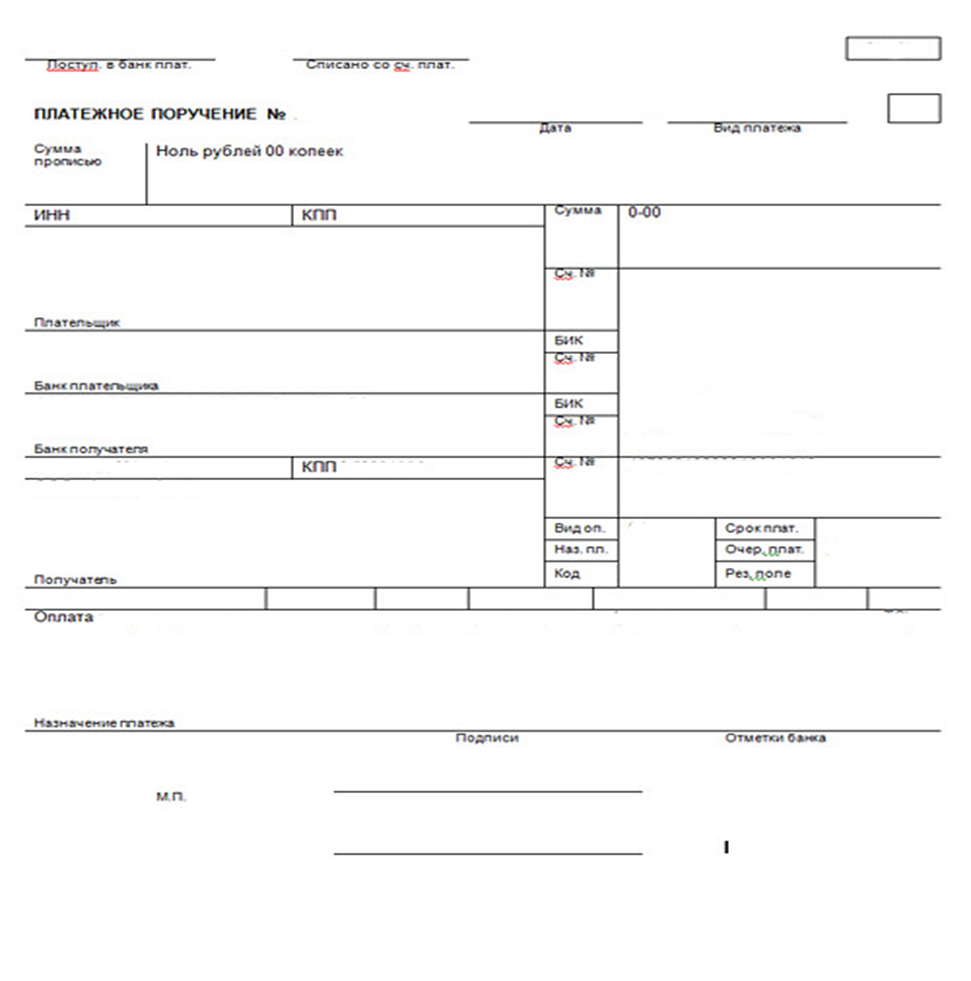 Поступ. в банк плат. Списано со сч. плат.
ПЛАТЕЖНОЕ ПОРУЧЕНИЕ №
Дата Вид платежа
Сумма прописью Ноль рублей 00 копеек
ИНН КПП Сумма 0-00
Сч. №
Плательщик
БИК
Сч. №
Банк плательщика
БИК
Сч. №
Банк получателя
КПП Сч. №
Вид оп. Срок плат.
Наз. пл. Очер. плат.
Получатель Код Рез. поле
Оплата
Назначение платежа
Подписи Отметки банка
М.П.